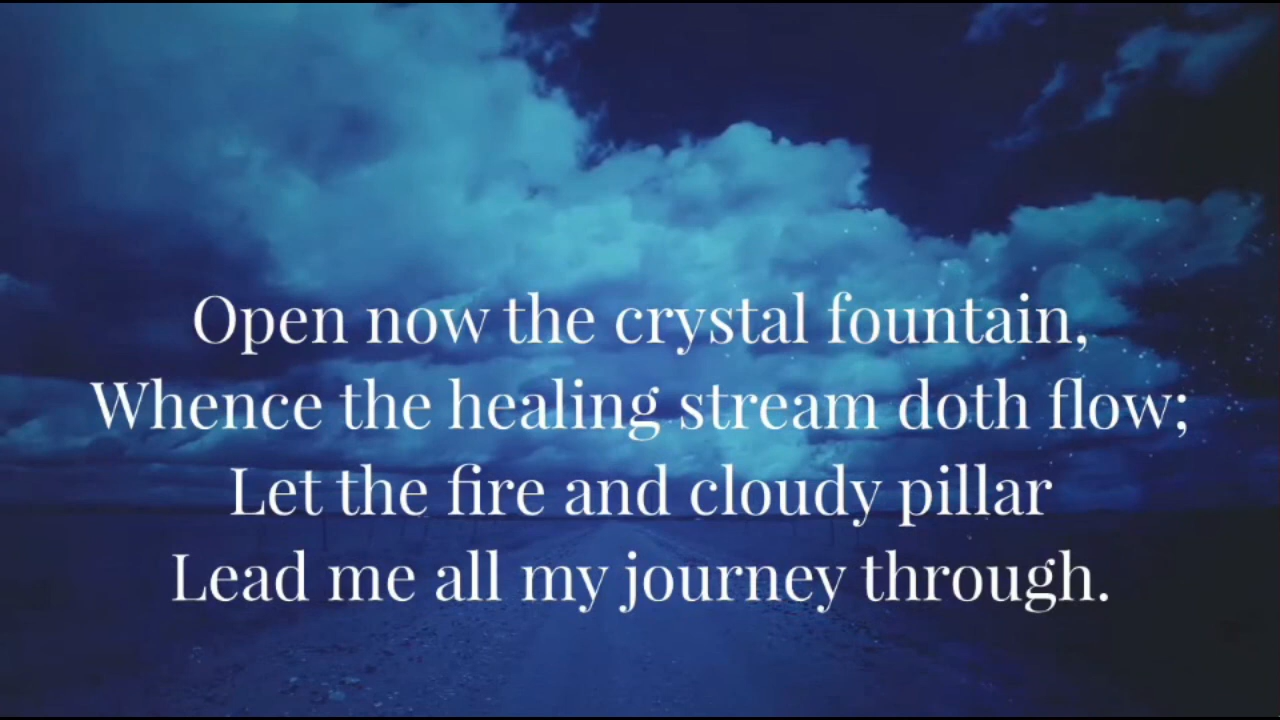 Open now the crystal fountain,
Whence the healing stream doth flow;
Let the fire and cloudy pillar
Lead me all my journey through.